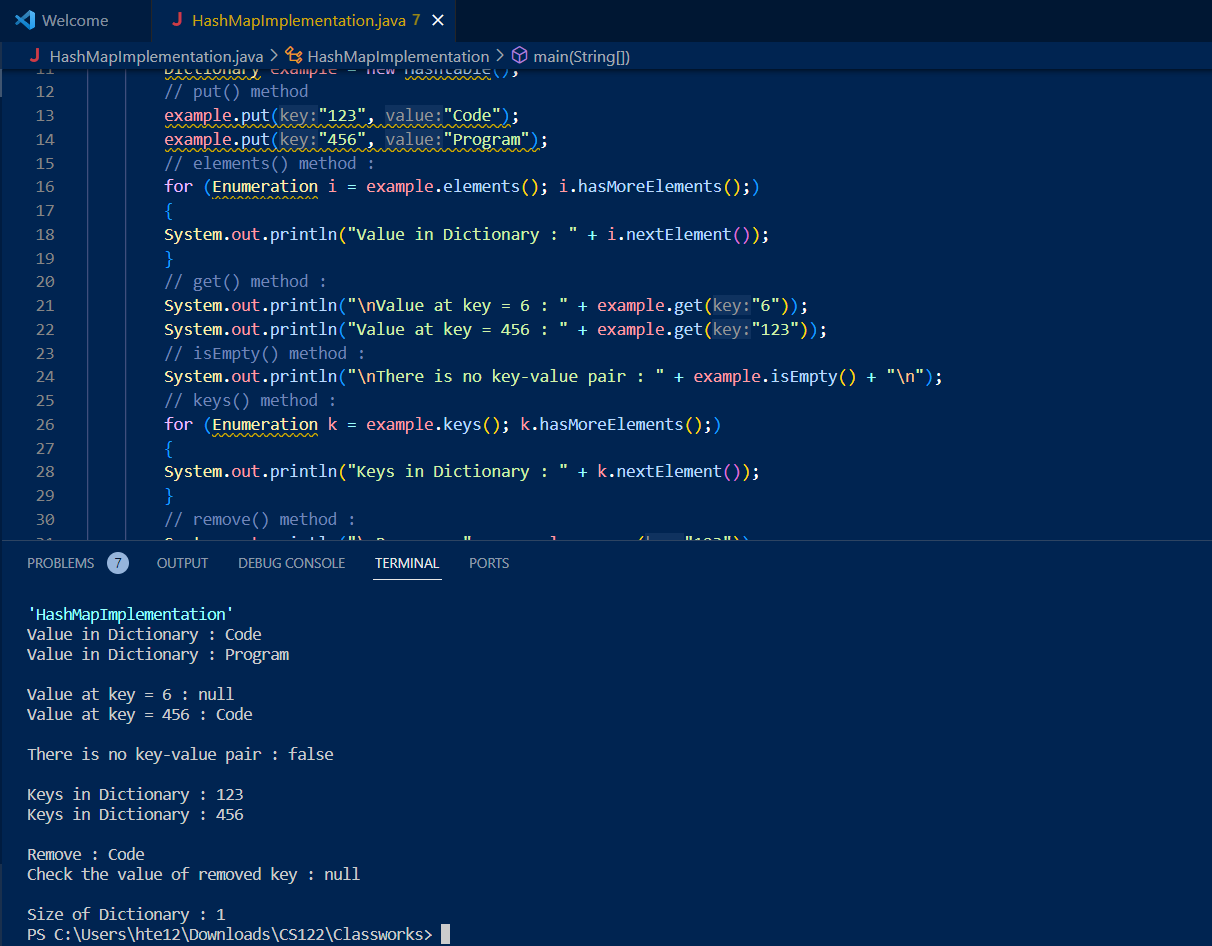 Welcome
J HashMapImplementation.java 7 ✕
J HashMapImplementation.java > HashMapImplementation > main(String[])
11 Dictionary example = new Hashtable();
12 // put() method
13 example.put(key:"123", value:"Code");
14 example.put(key:"456", value:"Program");
15 // elements() method :
16 for (Enumeration i = example.elements(); i.hasMoreElements();)
17 {
18 System.out.println("Value in Dictionary : " + i.nextElement());
19 }
20 // get() method :
21 System.out.println("\nValue at key = 6 : " + example.get(key:"6"));
22 System.out.println("Value at key = 456 : " + example.get(key:"123"));
23 // isEmpty() method :
24 System.out.println("\nThere is no key-value pair : " + example.isEmpty() + "\n");
25 // keys() method :
26 for (Enumeration k = example.keys(); k.hasMoreElements();)
27 {
28 System.out.println("Keys in Dictionary : " + k.nextElement());
29 }
30 // remove() method :
PROBLEMS 7 OUTPUT DEBUG CONSOLE TERMINAL PORTS
'HashMapImplementation'
Value in Dictionary : Code
Value in Dictionary : Program
Value at key = 6 : null
Value at key = 456 : Code
There is no key-value pair : false
Keys in Dictionary : 123
Keys in Dictionary : 456
Remove : Code
Check the value of removed key : null
Size of Dictionary : 1
PS C:\Users\hte12\Downloads\CS122\Classworks>